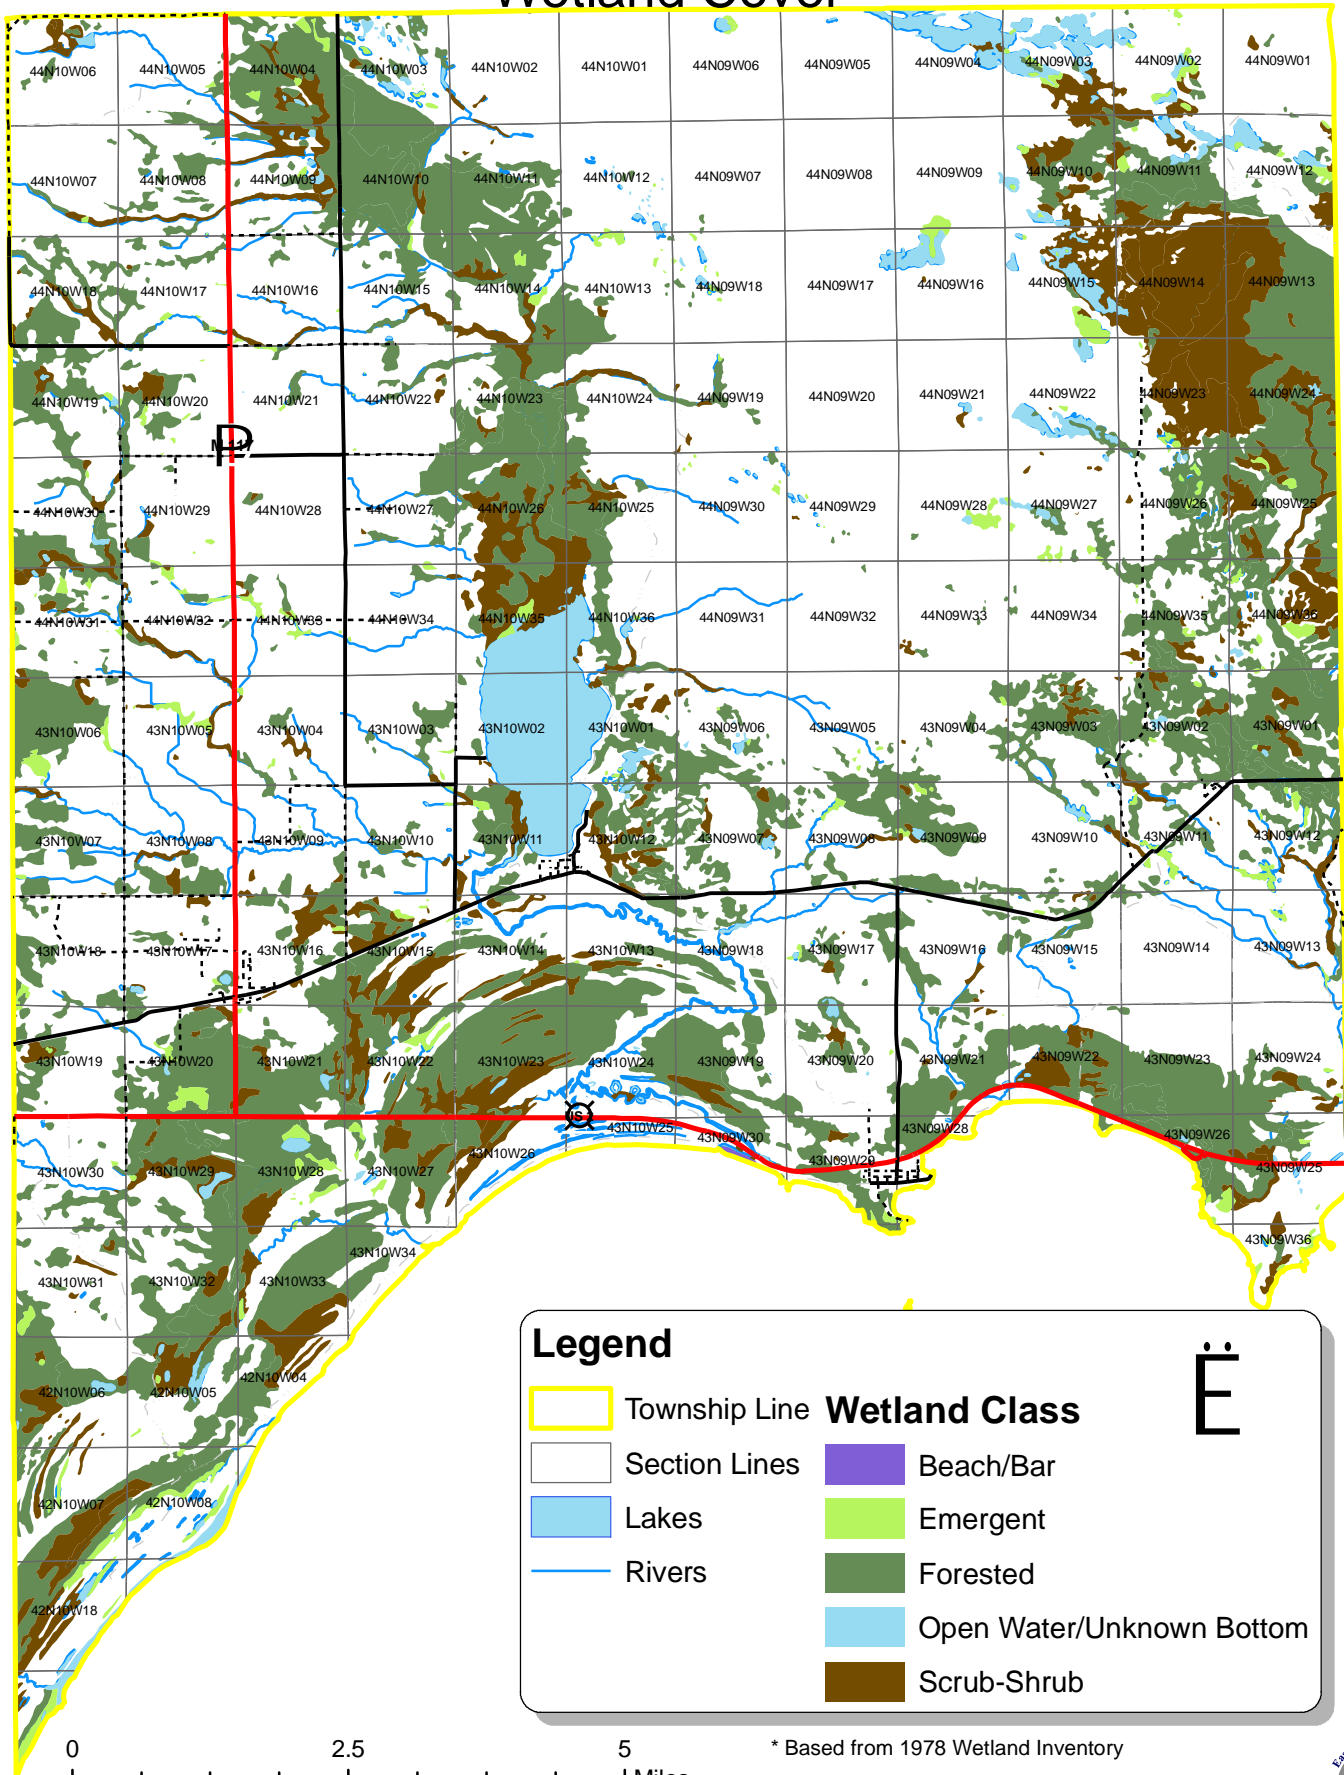 Wetland Cover
44N10W06 44N10W05 44N10W04 44N10W03 44N10W02 44N10W01 44N09W06 44N09W05 44N09W04 44N09W03 44N09W02 44N09W01
44N10W07 44N10W08 44N10W09 44N10W10 44N10W11 44N10W12 44N09W07 44N09W08 44N09W09 44N09W10 44N09W11 44N09W12
44N10W18 44N10W17 44N10W16 44N10W15 44N10W14 44N10W13 44N09W18 44N09W17 44N09W16 44N09W15 44N09W14 44N09W13
44N10W19 44N10W20 44N10W21 44N10W22 44N10W23 44N10W24 44N09W19 44N09W20 44N09W21 44N09W22 44N09W23 44N09W24
M-117
P
44N10W30 44N10W29 44N10W28 44N10W27 44N10W26 44N10W25 44N09W30 44N09W29 44N09W28 44N09W27 44N09W26 44N09W25
44N10W31 44N10W32 44N10W33 44N10W34 44N10W35 44N10W36 44N09W31 44N09W32 44N09W33 44N09W34 44N09W35 44N09W36
43N10W06 43N10W05 43N10W04 43N10W03 43N10W02 43N10W01 43N09W06 43N09W05 43N09W04 43N09W03 43N09W02 43N09W01
43N10W07 43N10W08 43N10W09 43N10W10 43N10W11 43N10W12 43N09W07 43N09W08 43N09W09 43N09W10 43N09W11 43N09W12
43N10W18 43N10W17 43N10W16 43N10W15 43N10W14 43N10W13 43N09W18 43N09W17 43N09W16 43N09W15 43N09W14 43N09W13
43N10W19 43N10W20 43N10W21 43N10W22 43N10W23 43N10W24 43N09W19 43N09W20 43N09W21 43N09W22 43N09W23 43N09W24
43N10W30 43N10W29 43N10W28 43N10W27 43N10W26 43N10W25 43N09W30 43N09W29 43N09W28 43N09W26 43N09W25
43N10W31 43N10W32 43N10W33 43N10W34 43N09W36
42N10W06 42N10W05 42N10W04
42N10W07 42N10W08
42N10W18
Legend
Ë
Township Line
Section Lines
Lakes
Rivers
Wetland Class
Beach/Bar
Emergent
Forested
Open Water/Unknown Bottom
Scrub-Shrub
0 2.5 5
Miles
* Based from 1978 Wetland Inventory